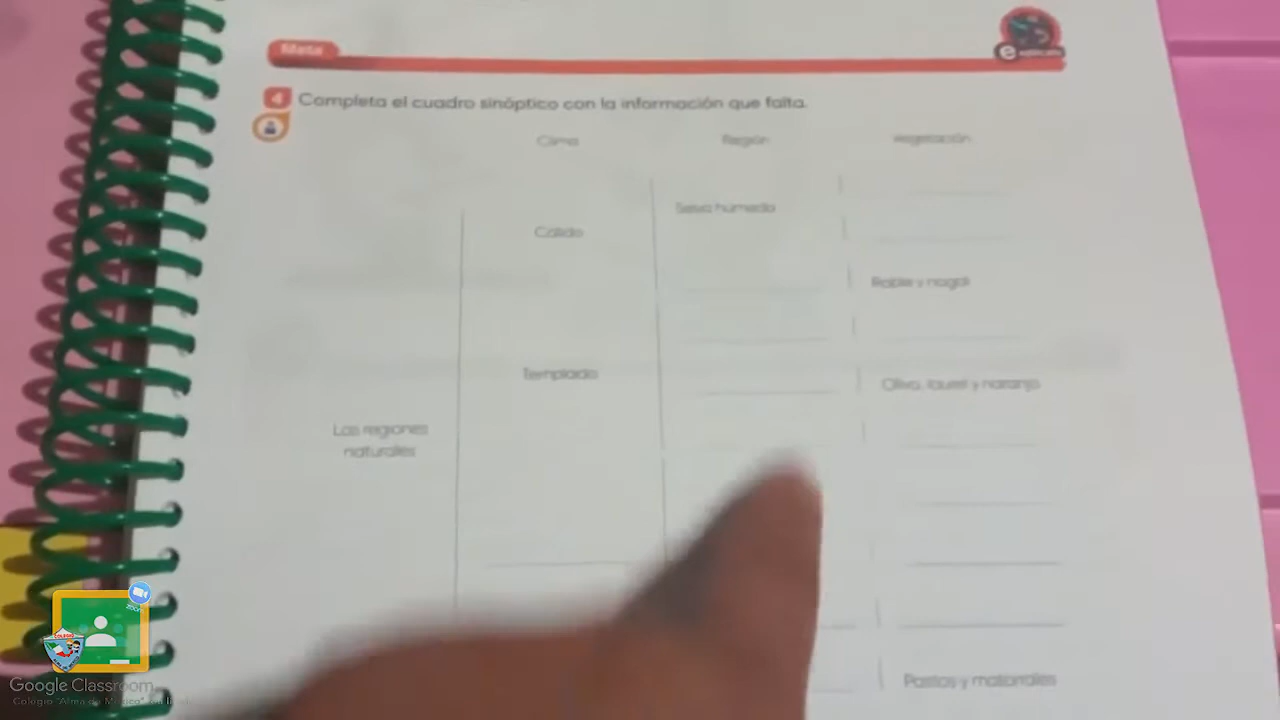 Meta
4 Completa el cuadro sinóptico con la información que falta.
Clima Región Vegetación
Selva húmeda
Cálido
Roble y nogal
Templado
Olivo, laurel y naranjo
Las regiones
naturales
Pastos y matorrales
Google Classroom